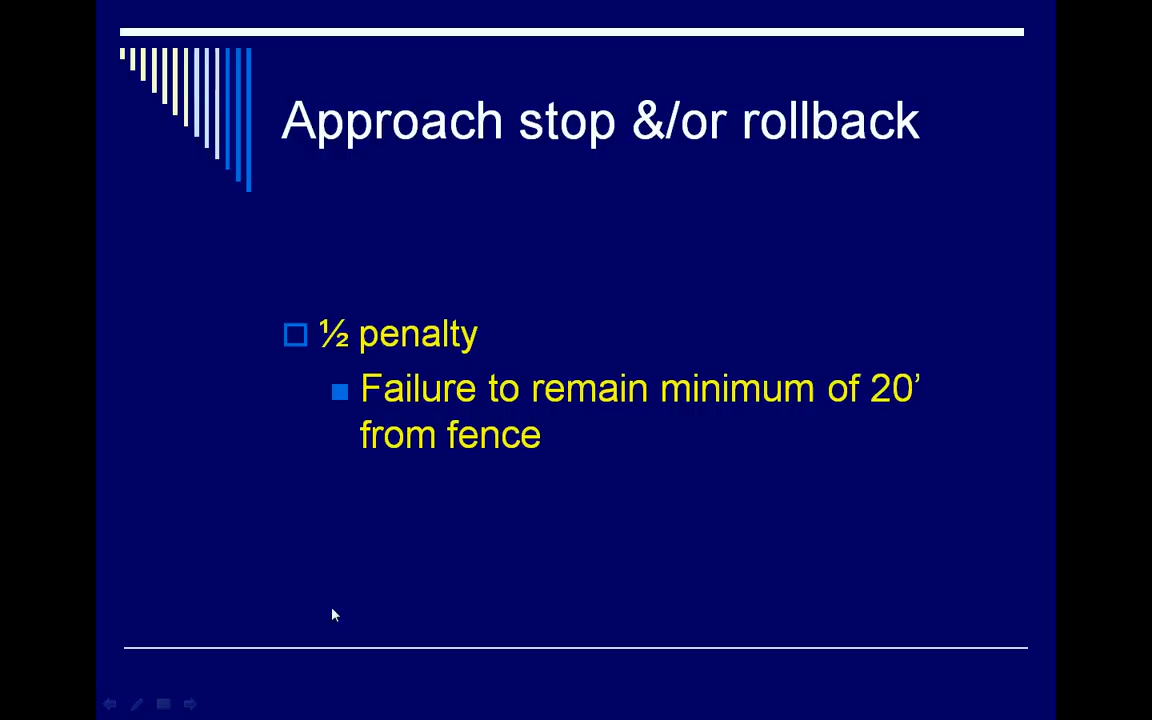 Approach stop &/or rollback
½ penalty
Failure to remain minimum of 20’
from fence